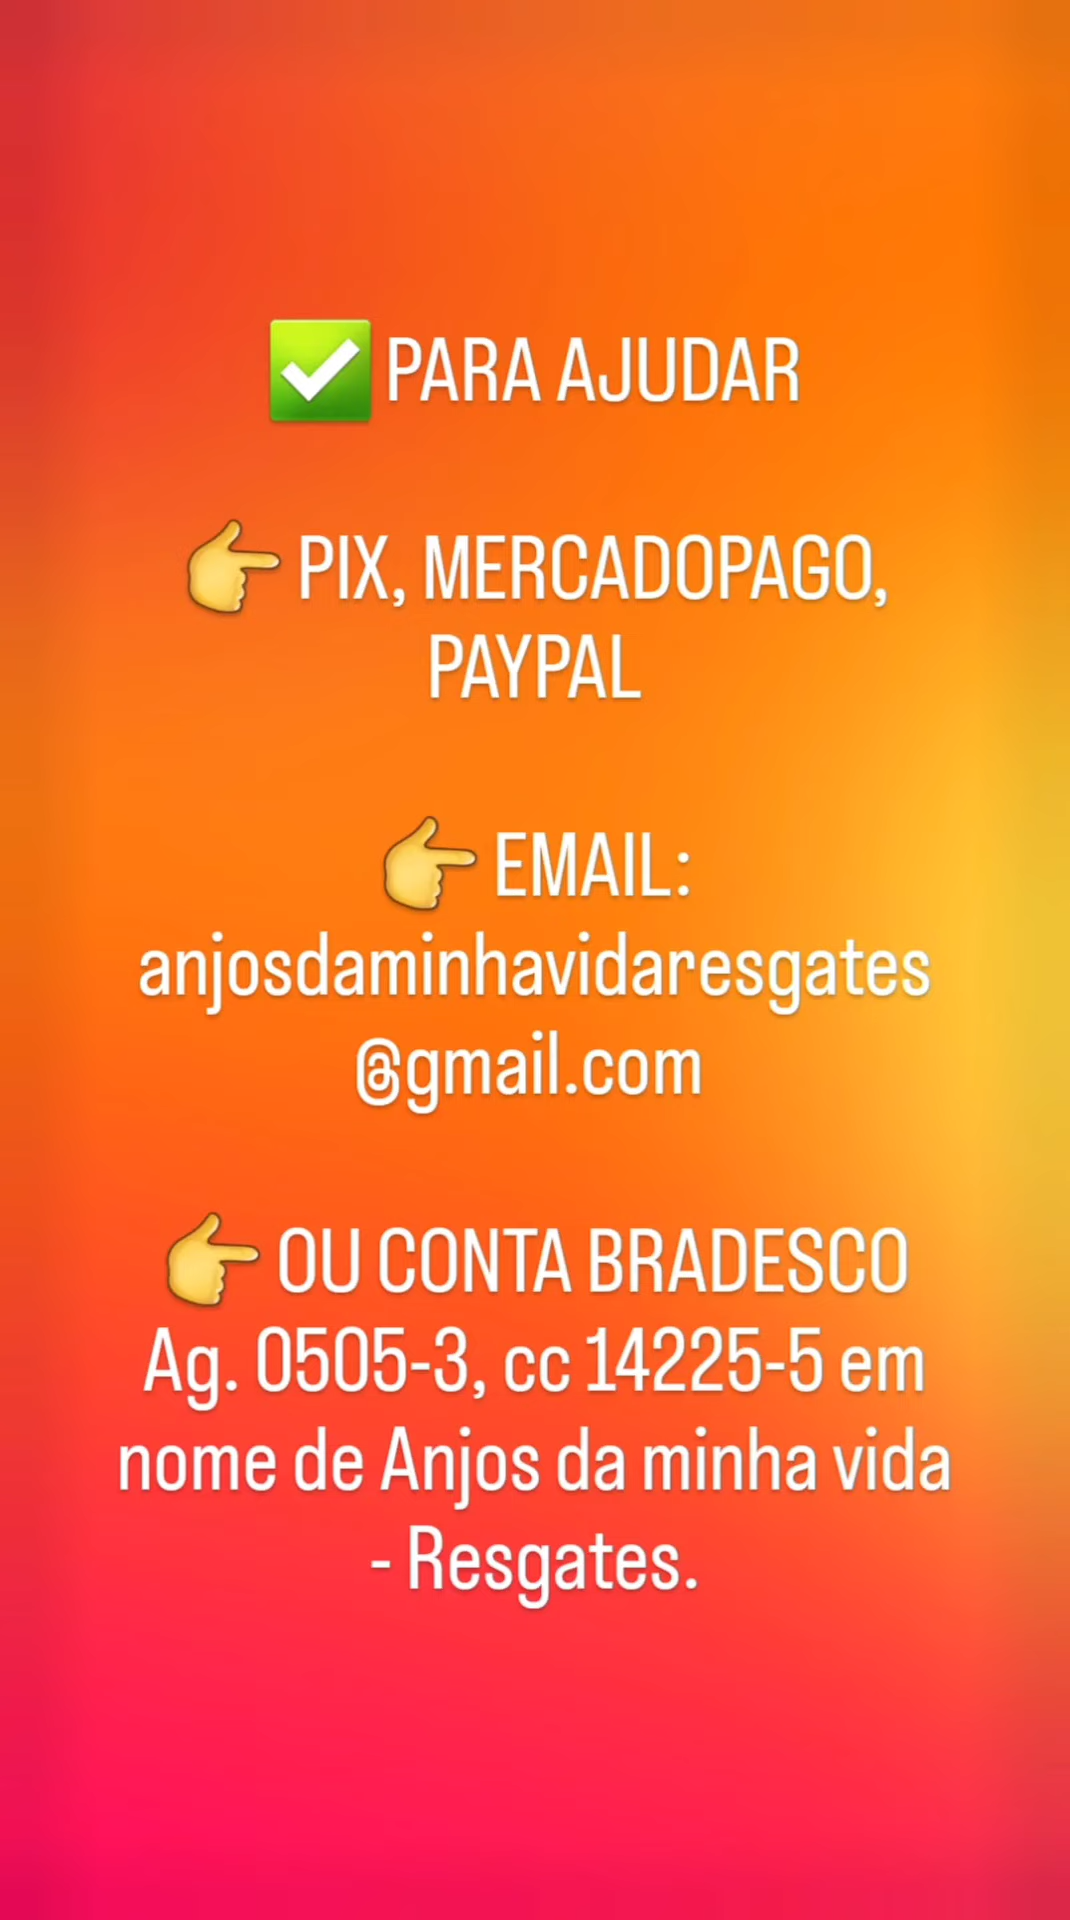 ✅ PARA AJUDAR
👉 PIX, MERCADOPAGO,
PAYPAL
👉 EMAIL:
anjosdaminhavidaresgates
@gmail.com
👉 OU CONTA BRADESCO
Ag. 0505-3, cc 14225-5 em
nome de Anjos da minha vida
- Resgates.